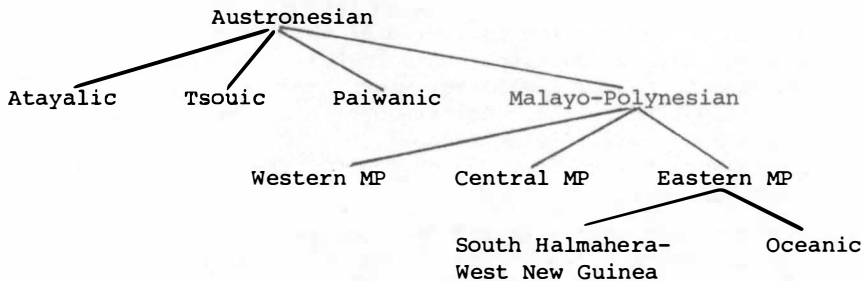 Austronesian
Atayalic Tsouic Paiwanic Malayo-Polynesian
Western MP Central MP Eastern MP
South Halmahera- Oceanic
West New Guinea